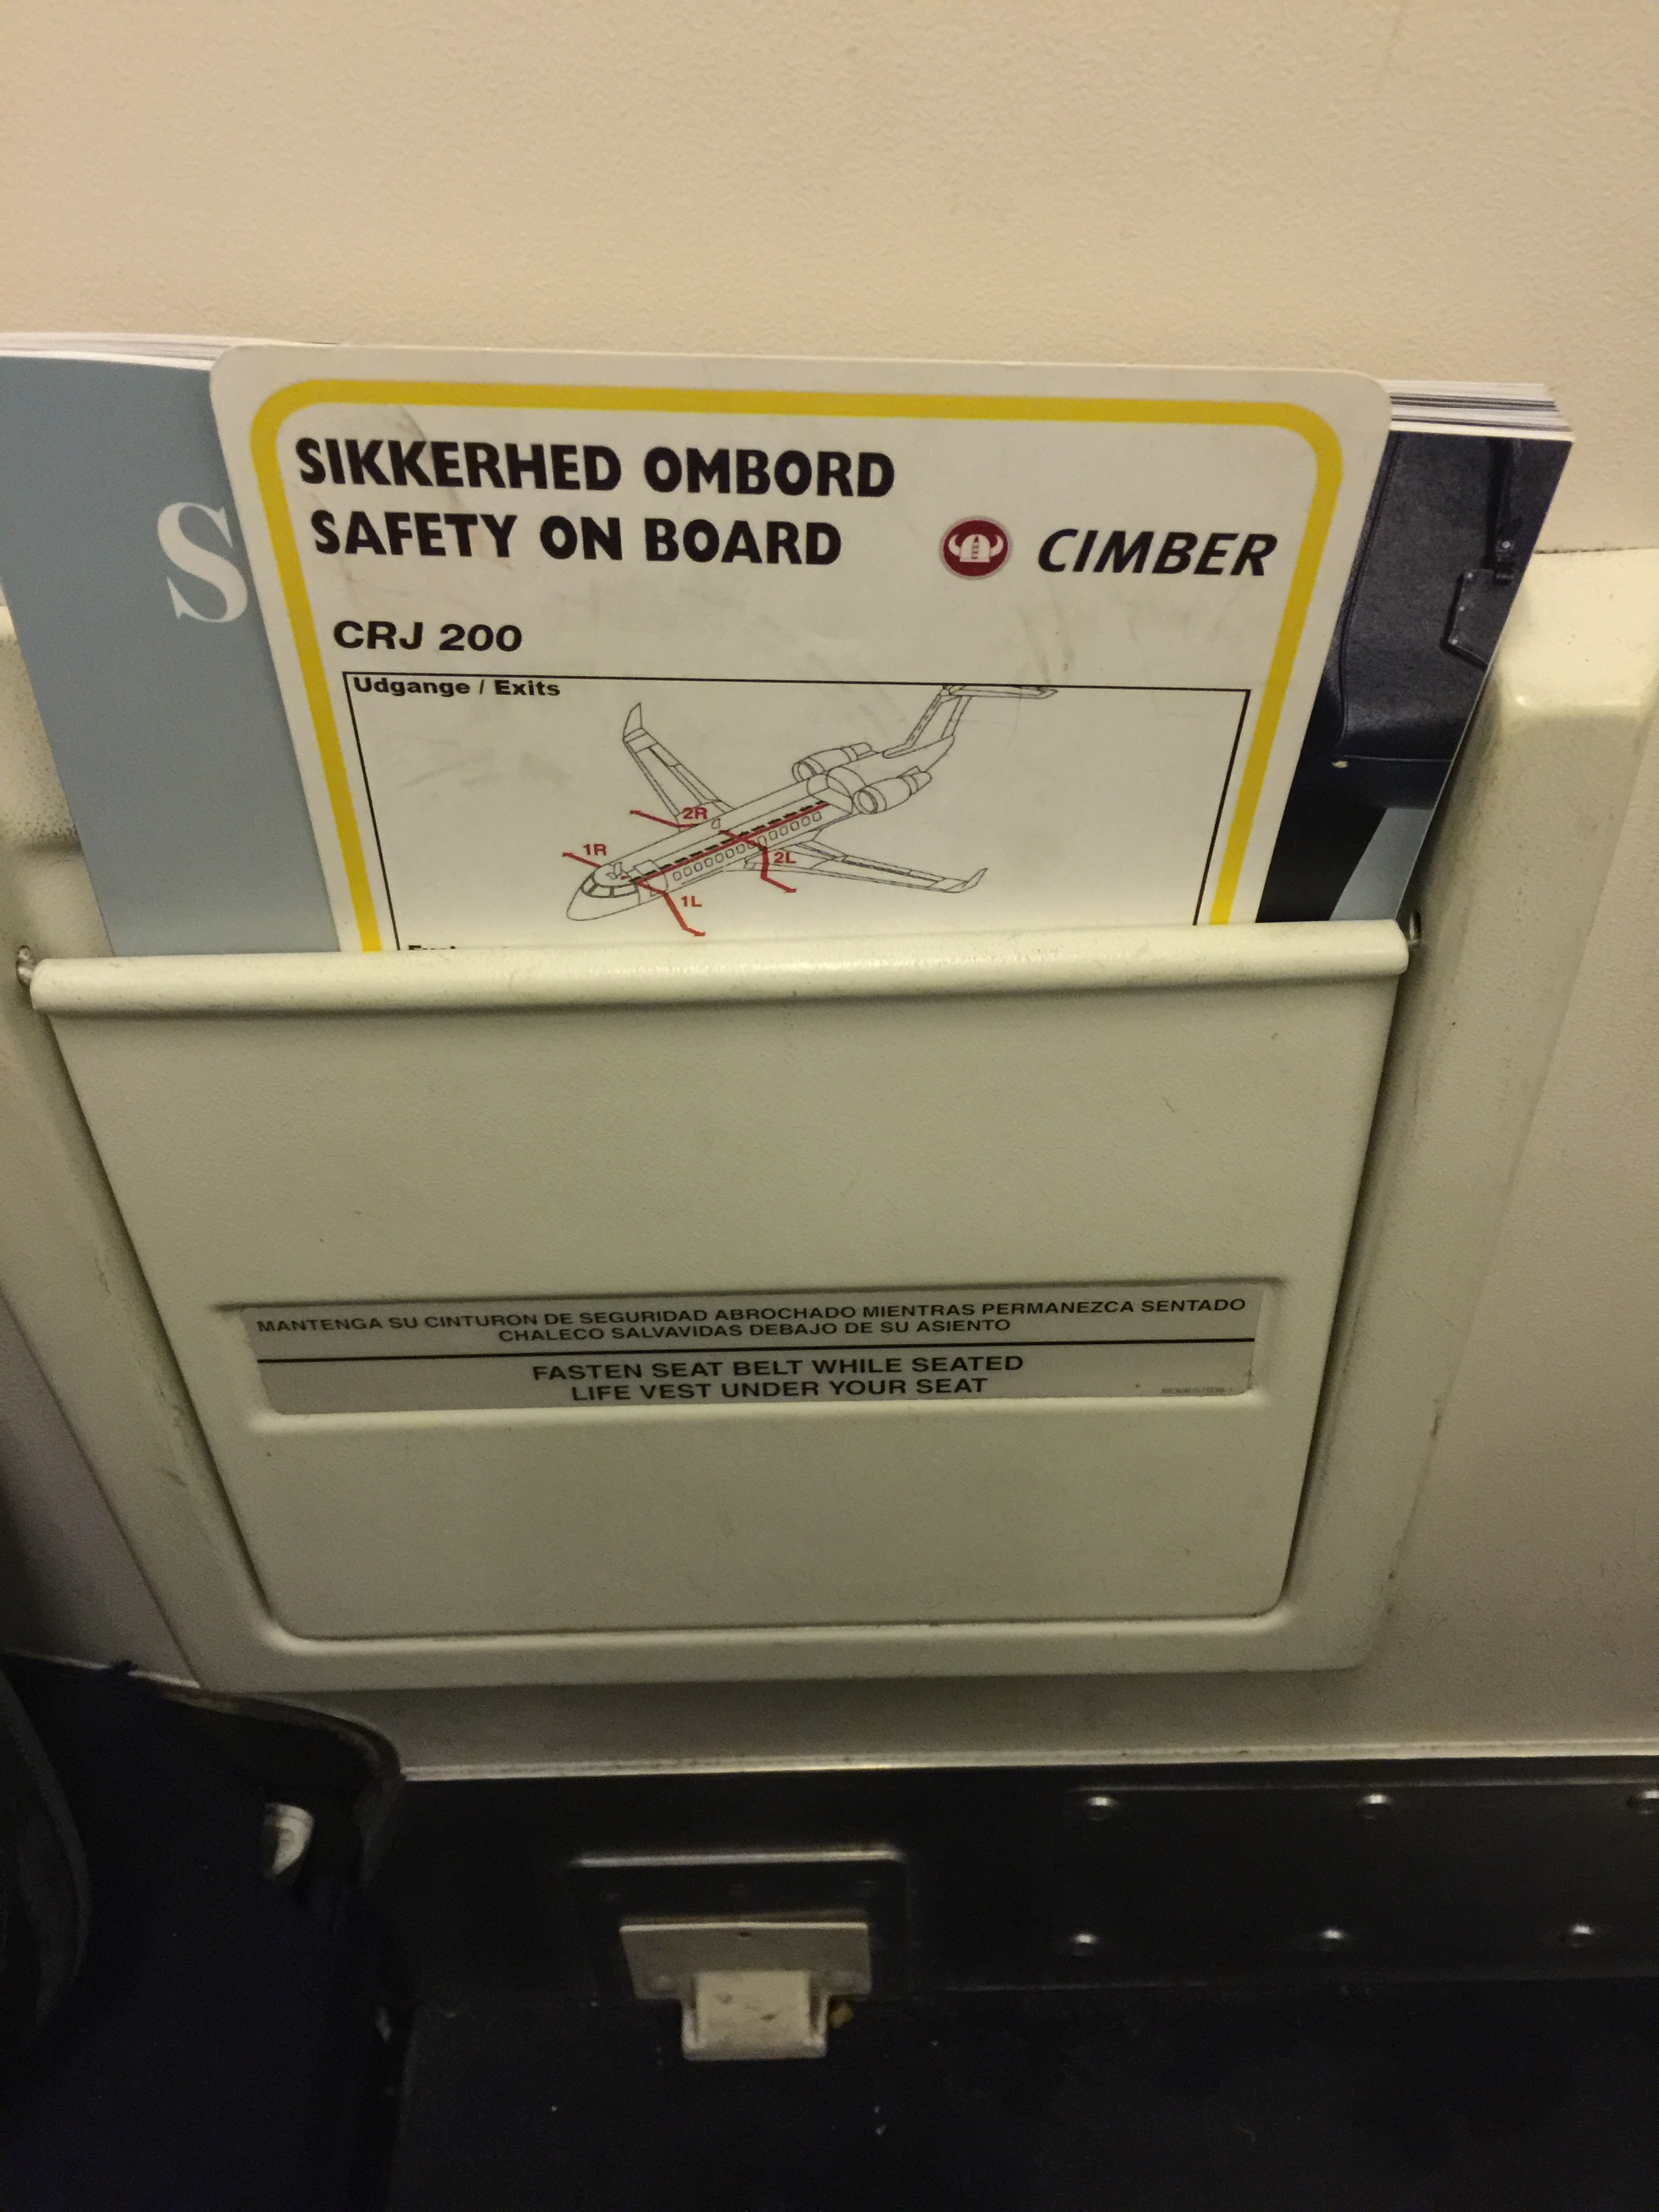 S
SIKKERHED OMBORD
SAFETY ON BOARD
CIMBER
CRJ 200
Udgange / Exits
2R
1R
2L
1L
MANTENGA SU CINTURON DE SEGURIDAD ABROCHADO MIENTRAS PERMANEZCA SENTADO
CHALECO SALVAVIDAS DEBAJO DE SU ASIENTO
FASTEN SEAT BELT WHILE SEATED
LIFE VEST UNDER YOUR SEAT